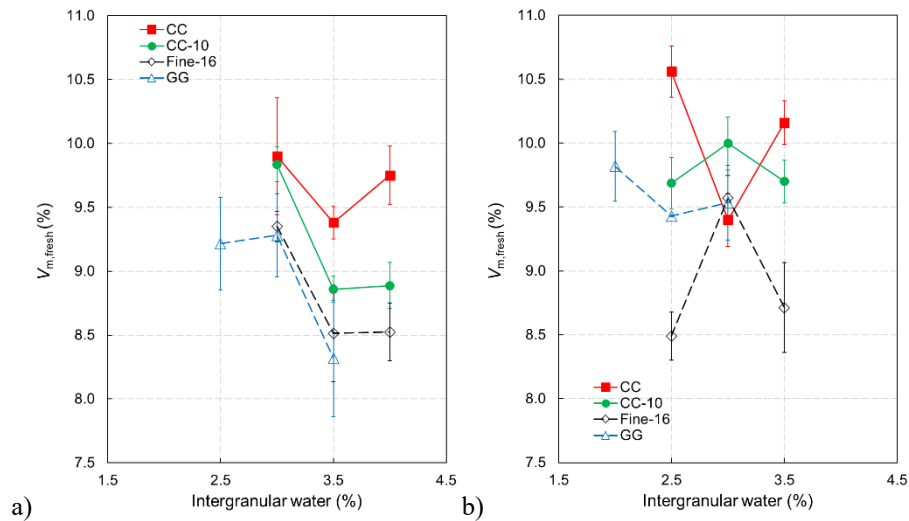 11.0
10.5
10.0
9.5
9.0
8.5
8.0
7.5
V m,fresh (%)
CC
CC-10
Fine-16
GG
1.5 2.5 3.5 4.5
Intergranular water (%)
a)
11.0
10.5
10.0
9.5
9.0
8.5
8.0
7.5
V m,fresh (%)
CC
CC-10
Fine-16
GG
1.5 2.5 3.5 4.5
Intergranular water (%)
b)